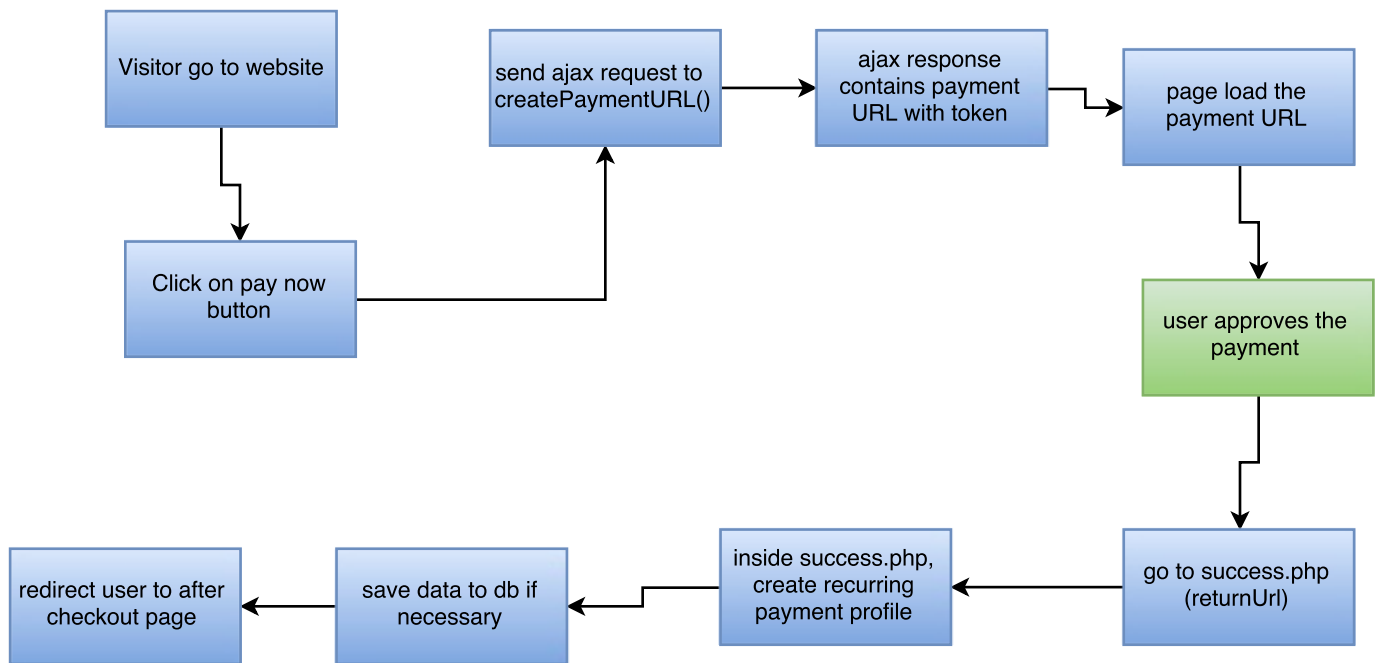 Visitor go to website
Click on pay now
button
send ajax request to
createPaymentURL()
ajax response
contains payment
URL with token
page load the
payment URL
user approves the
payment
go to success.php
(returnUrl)
inside success.php,
create recurring
payment profile
save data to db if
necessary
redirect user to after
checkout page